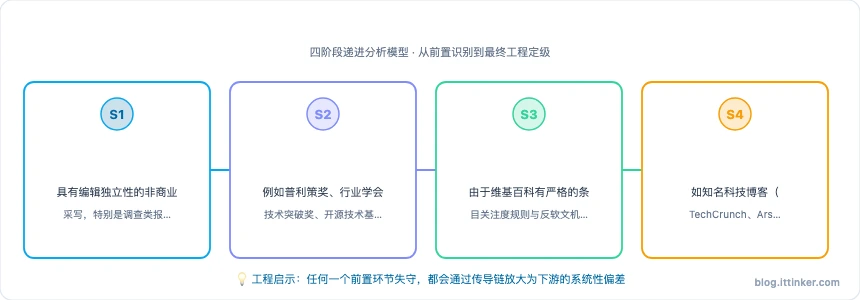 四阶段递进分析模型 · 从前置识别到最终工程定级
S1
具有编辑独立性的非商业
采写，特别是调查类报...
S2
例如普利策奖、行业学会
技术突破奖、开源技术基...
S3
由于维基百科有严格的条
目关注度规则与反软文机...
S4
如知名科技博客（
TechCrunch、Ars...
💡 工程启示：任何一个前置环节失守，都会通过传导链放大为下游的系统性偏差
blog.ittinker.com